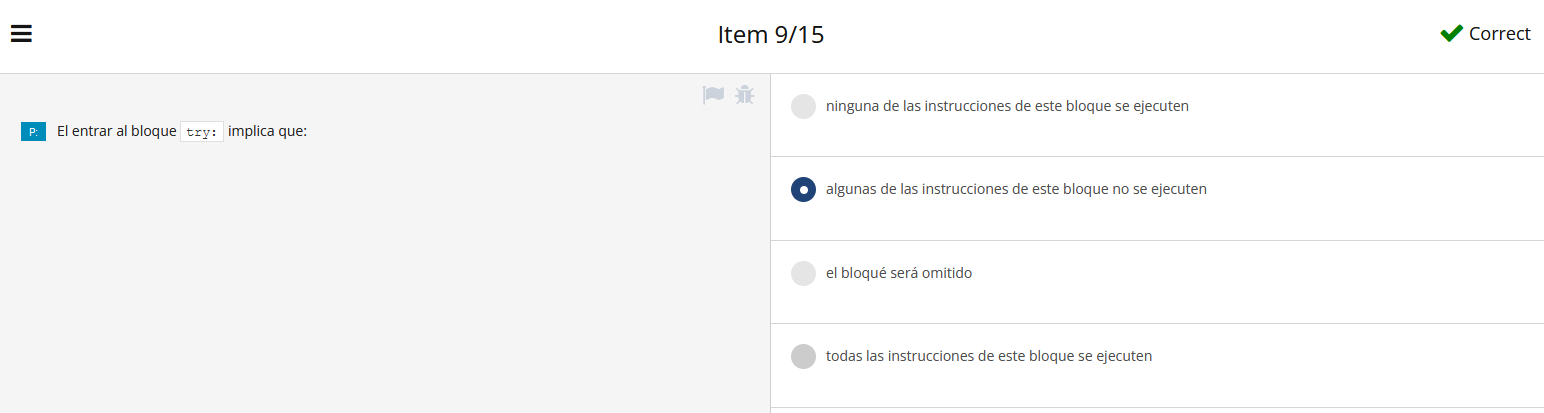 Item 9/15
Correct
P: El entrar al bloque try: implica que:
ninguna de las instrucciones de este bloque se ejecuten
algunas de las instrucciones de este bloque no se ejecuten
el bloqué será omitido
todas las instrucciones de este bloque se ejecuten